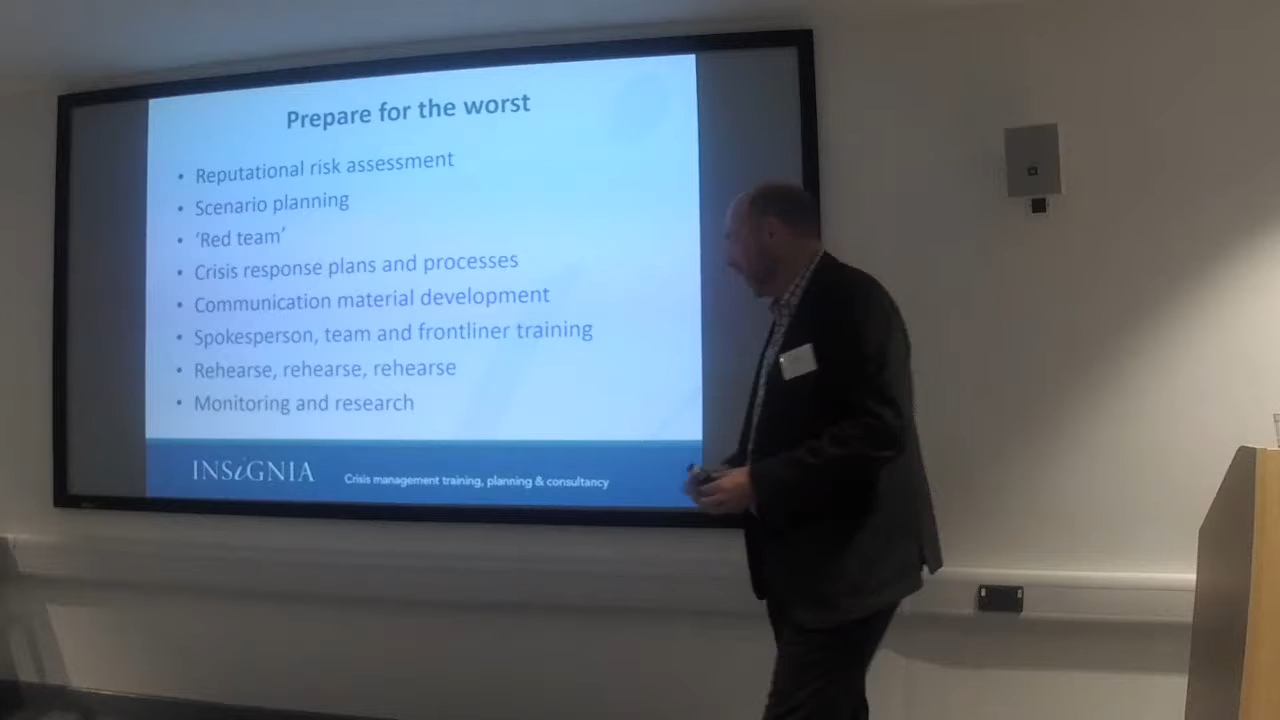 Prepare for the worst
• Reputational risk assessment
• Scenario planning
• ‘Red team’
• Crisis response plans and processes
• Communication material development
• Spokesperson, team and frontliner training
• Rehearse, rehearse, rehearse
• Monitoring and research
INSiGNIA
Crisis management training, planning & consultancy